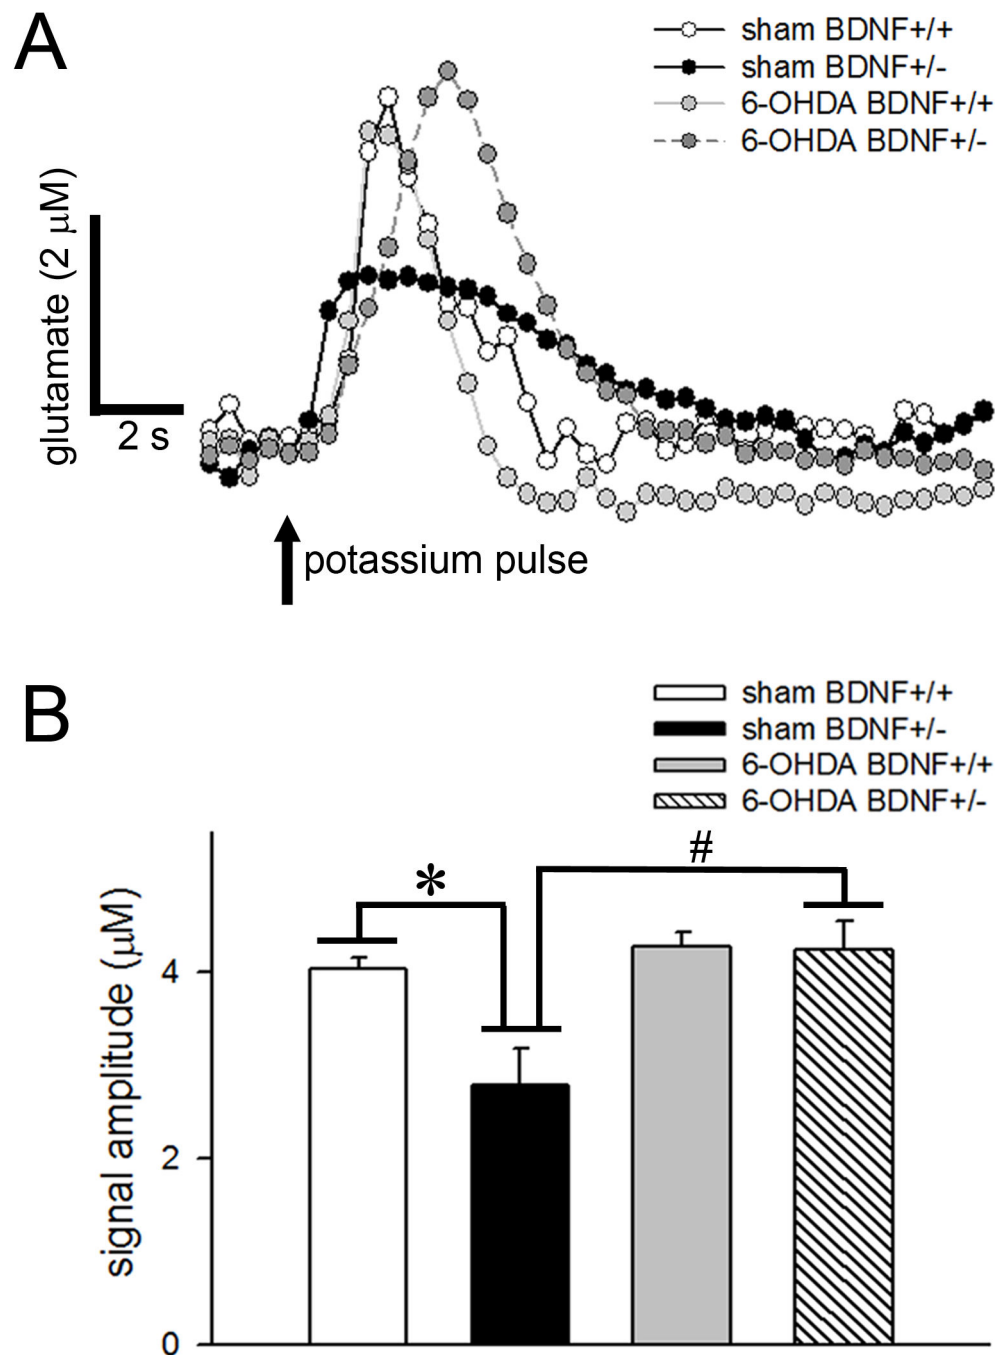 A
sham BDNF+/+
sham BDNF+/-
6-OHDA BDNF+/+
6-OHDA BDNF+/-
glutamate (2 μM)
2 s
potassium pulse
B
sham BDNF+/+
sham BDNF+/-
6-OHDA BDNF+/+
6-OHDA BDNF+/-
#
*
signal amplitude (μM)
4
2
0